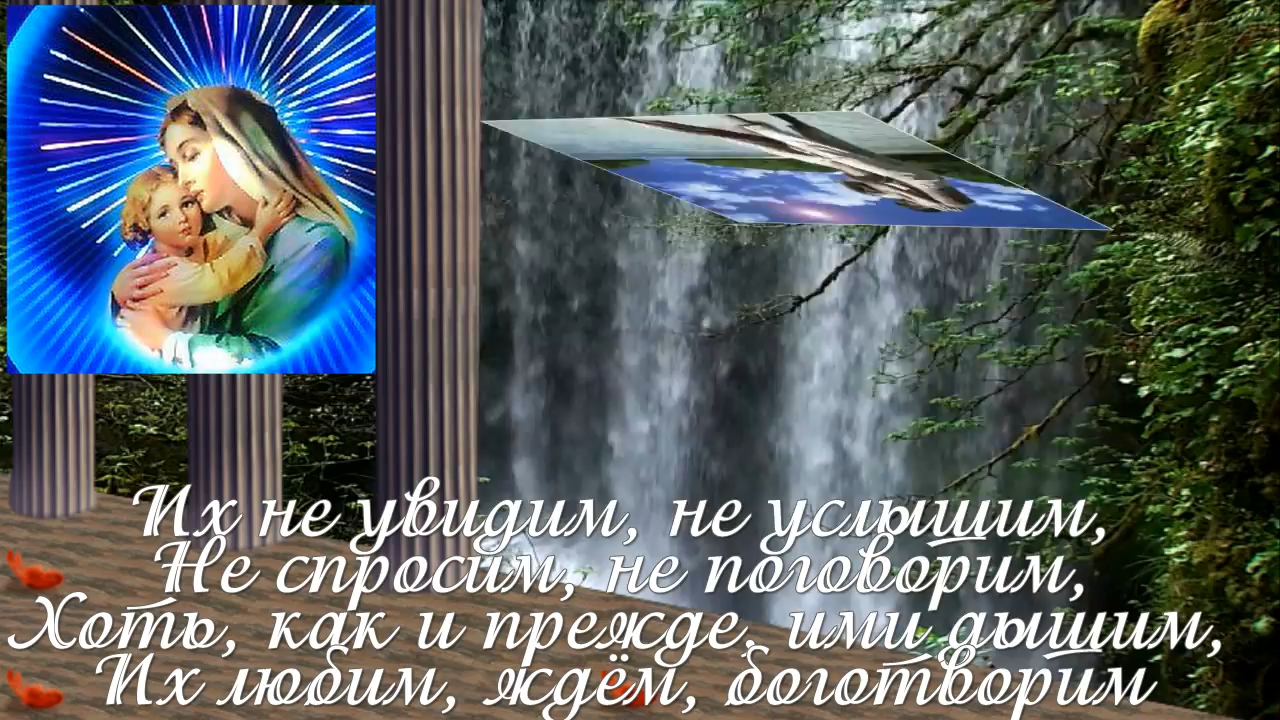 Их не увидим, не услышим,
Не спросим, не поговорим,
Хоть, как и прежде, ими дышим,
Их любим, ждём, боготворим